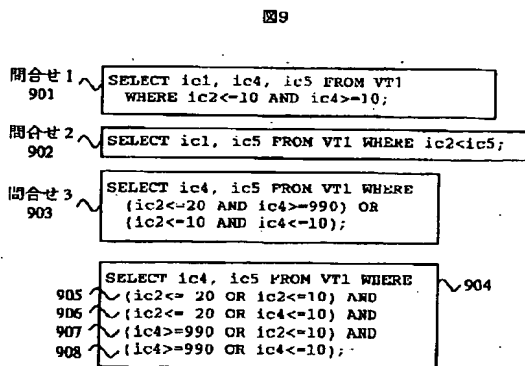 図9
問合せ1
901
SELECT ic1, ic4, ic5 FROM VT1
WHERE ic2<=10 AND ic4>=10;
問合せ2
902
SELECT ic1, ic5 FROM VT1 WHERE ic2<ic5;
問合せ3
903
SELECT ic4, ic5 FROM VT1 WHERE
(ic2<=20 AND ic4>=990) OR
(ic2<=10 AND ic4<=10);
904
SELECT ic4, ic5 FROM VT1 WHERE
905 (ic2<= 20 OR ic2<=10) AND
906 (ic2<= 20 OR ic4<=10) AND
907 (ic4>=990 OR ic2<=10) AND
908 (ic4>=990 OR ic4<=10);